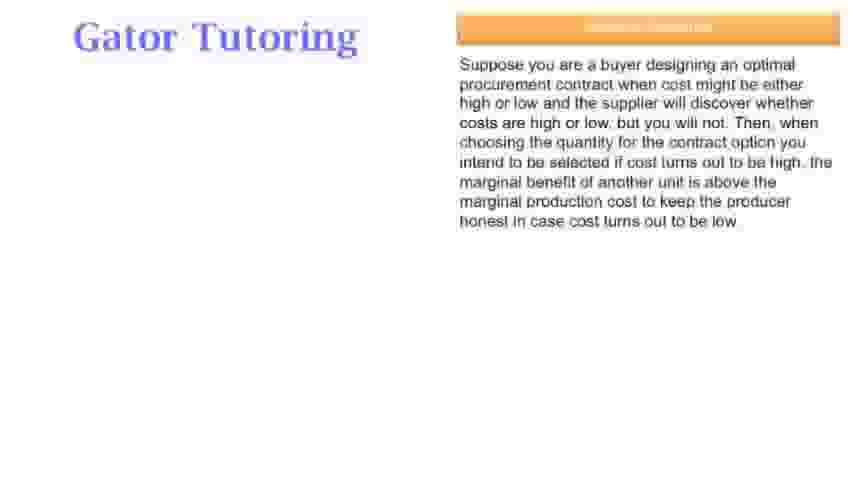 Gator Tutoring
Suppose you are a buyer designing an optimal
procurement contract when cost might be either
high or low and the supplier will discover whether
costs are high or low, but you will not. Then, when
choosing the quantity for the contract option you
intend to be selected if cost turns out to be high, the
marginal benefit of another unit is above the
marginal production cost to keep the producer
honest in case cost turns out to be low